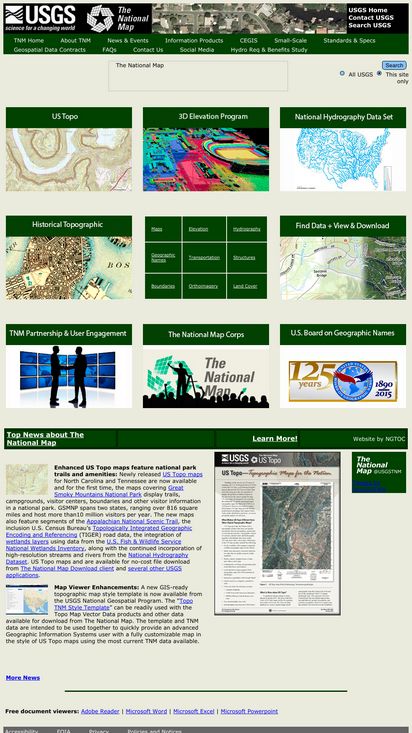 USGS
science for a changing world
The
National
Map
USGS Home
Contact USGS
Search USGS
TNM Home About TNM News & Events Information Products CEGIS Small-Scale Standards & Specs
Geospatial Data Contracts FAQs Contact Us Social Media Hydro Req & Benefits Study
The National Map
Search
All USGS This site
only
US Topo
3D Elevation Program
National Hydrography Data Set
Historical Topographic
Maps Elevation Hydrography
Geographic
Names Transportation Structures
Boundaries Orthoimagery Land Cover
Find Data + View & Download
BOS
TNM Partnership & User Engagement
The National Map Corps
The
National
Map
U.S. Board on Geographic Names
125
years
1890
2015
Top News about The
National Map
Learn More!
Website by NGTOC
Enhanced US Topo maps feature national park
trails and amenities: Newly released US Topo maps
for North Carolina and Tennessee are now available
and for the first time, the maps covering Great
Smoky Mountains National Park display trails,
campgrounds, visitor centers, boundaries and other visitor information
in a national park. GSMNP spans two states, ranging over 816 square
miles and host more than10 million visitors per year. The new maps
also feature segments of the Appalachian National Scenic Trail, the
inclusion U.S. Census Bureau's Topologically Integrated Geographic
Encoding and Referencing (TIGER) road data, the integration of
wetlands layers using data from the U.S. Fish & Wildlife Service
National Wetlands Inventory, along with the continued incorporation of
high-resolution streams and rivers from the National Hydrography
Dataset. US Topo maps and are available for no-cost file download
from The National Map Download client and several other USGS
applications.
Map Viewer Enhancements: A new GIS-ready
topographic map style template is now available from
the USGS National Geospatial Program. The "Topo
TNM Style Template" can be readily used with the
Topo Map Vector Data products and other data
available for download from The National Map. The template and TNM
data are intended to be used together to quickly provide an advanced
Geographic Information Systems user with a fully customizable map in
the style of US Topo maps using the most current TNM data available.
More News
USGS
US Topo
US Topo—Topographic Maps for the Nation
The
National
Map
@USGSTNM
Free document viewers: Adobe Reader | Microsoft Word | Microsoft Excel | Microsoft Powerpoint
Accessibility FOIA Privacy Policies and Notices